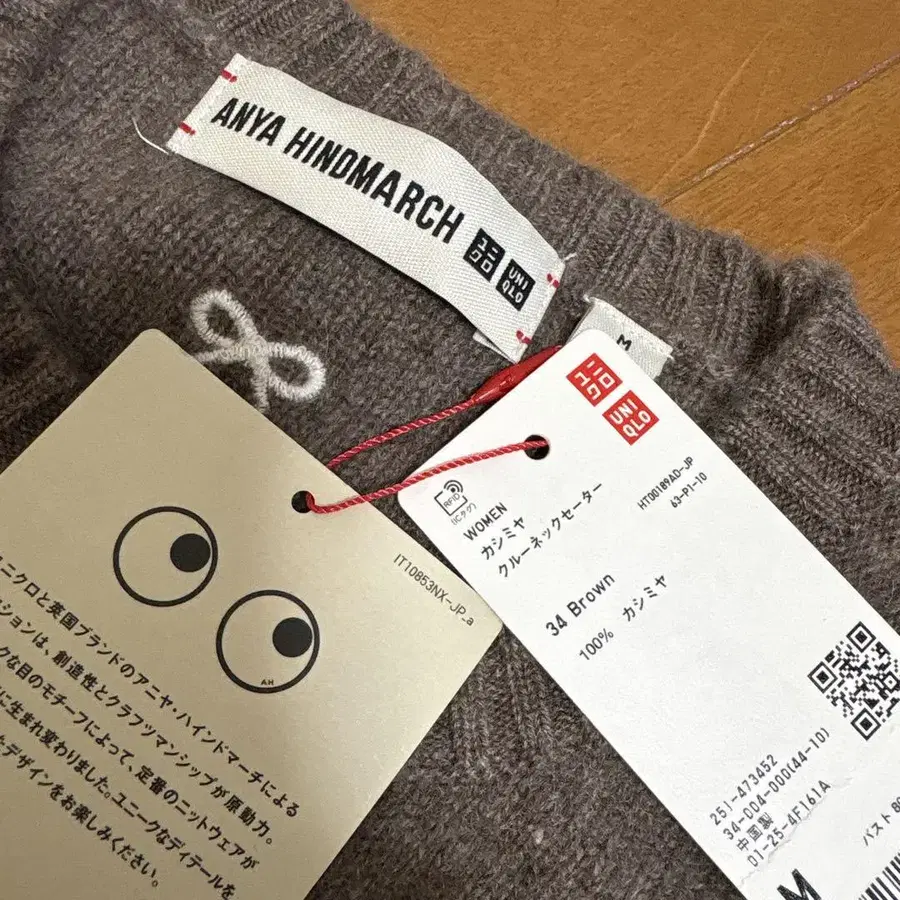 ANYA HINDMARCH
ユニクロ
UNI
QLO
M
ユニクロ
UNI
QLO
RFID
(ICタグ)
HT00189AD-JP
63-P1-10
WOMEN
カシミヤ
クルーネックセーター
34 Brown
100% カシミヤ
251-473452
34-004-000(44-10)
中国製
01-25-4F161A
M
バスト
IT10853NX-JP_a
AH
ユニクロと英国ブランドのアニヤ・ハインドマーチによる
ションは、創造性とクラフツマンシップが原動力。
クな目のモチーフによって、定番のニットウェアが
に生まれ変わりました。ユニークなディテールを
たデザインをお楽しみください。